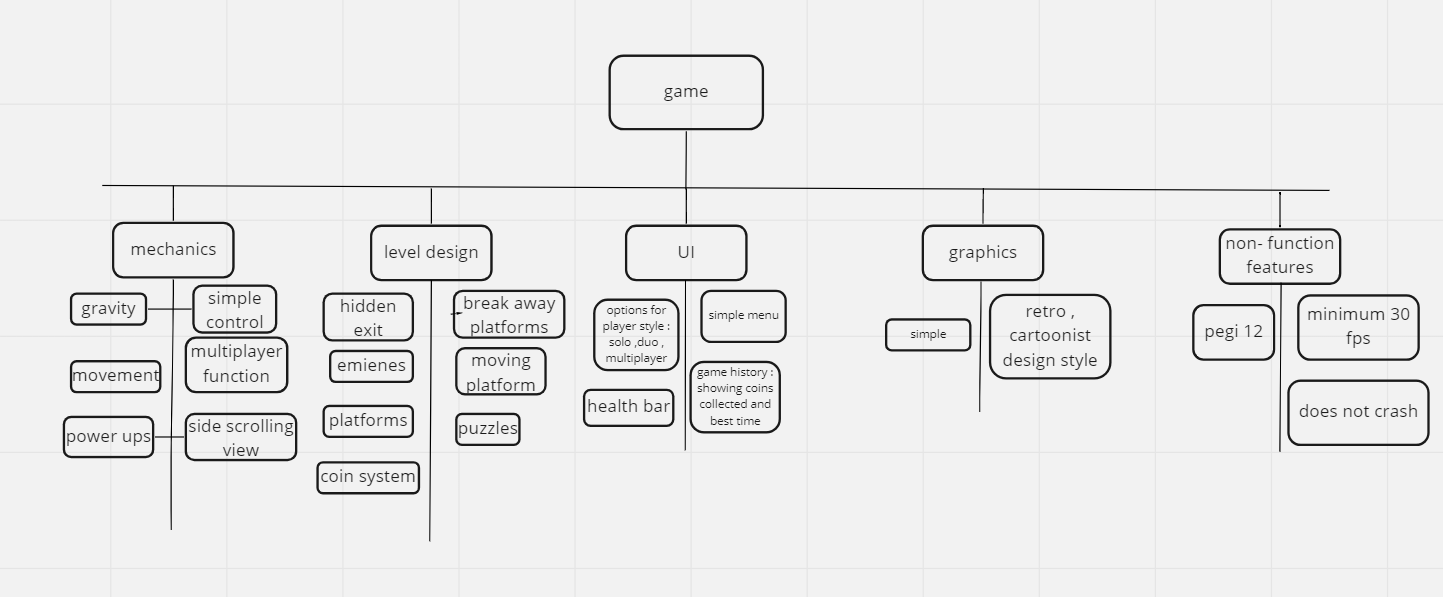 game
mechanics
gravity
simple
control
movement
multiplayer
function
power ups
side scrolling
view
level design
hidden
exit
break away
platforms
emienes
moving
platform
platforms
puzzles
coin system
UI
options for
player style :
solo ,duo ,
multiplayer
simple menu
health bar
game history :
showing coins
collected and
best time
graphics
simple
retro ,
cartoonist
design style
non- function
features
pegi 12
minimum 30
fps
does not crash